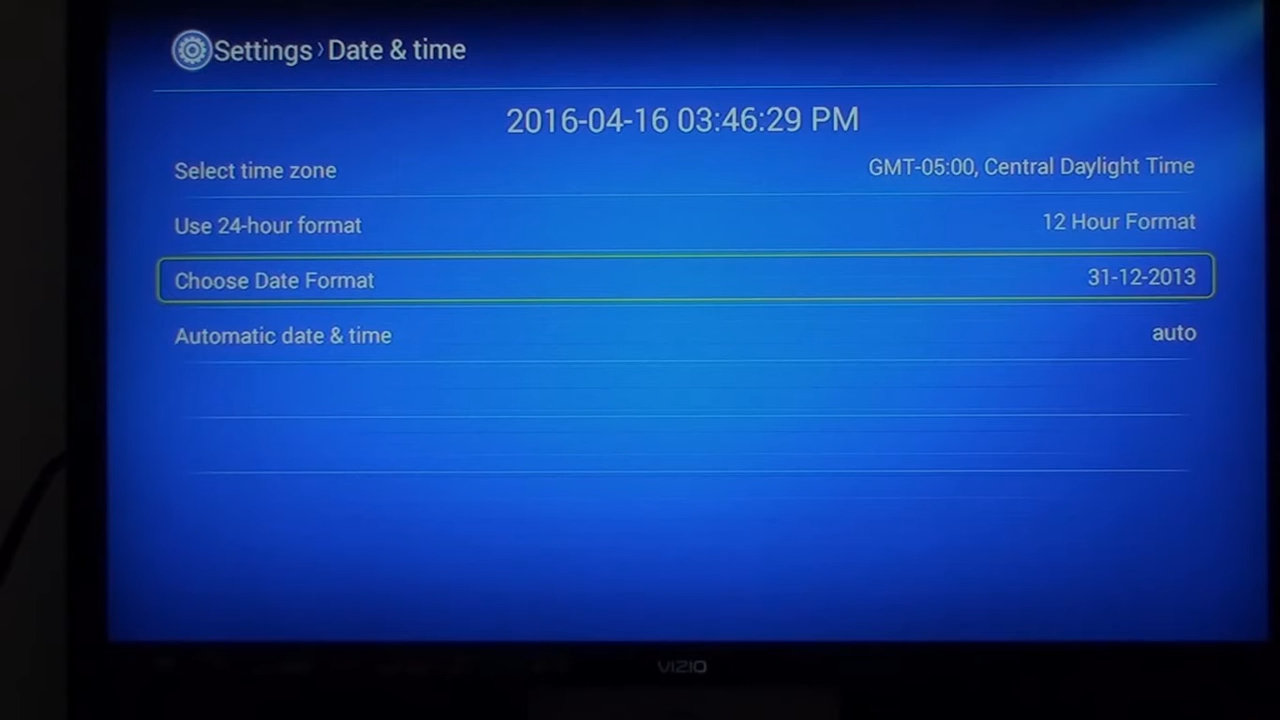 Settings › Date & time
2016-04-16 03:46:29 PM
Select time zone GMT-05:00, Central Daylight Time
Use 24-hour format 12 Hour Format
Choose Date Format 31-12-2013
Automatic date & time auto
VIZIO